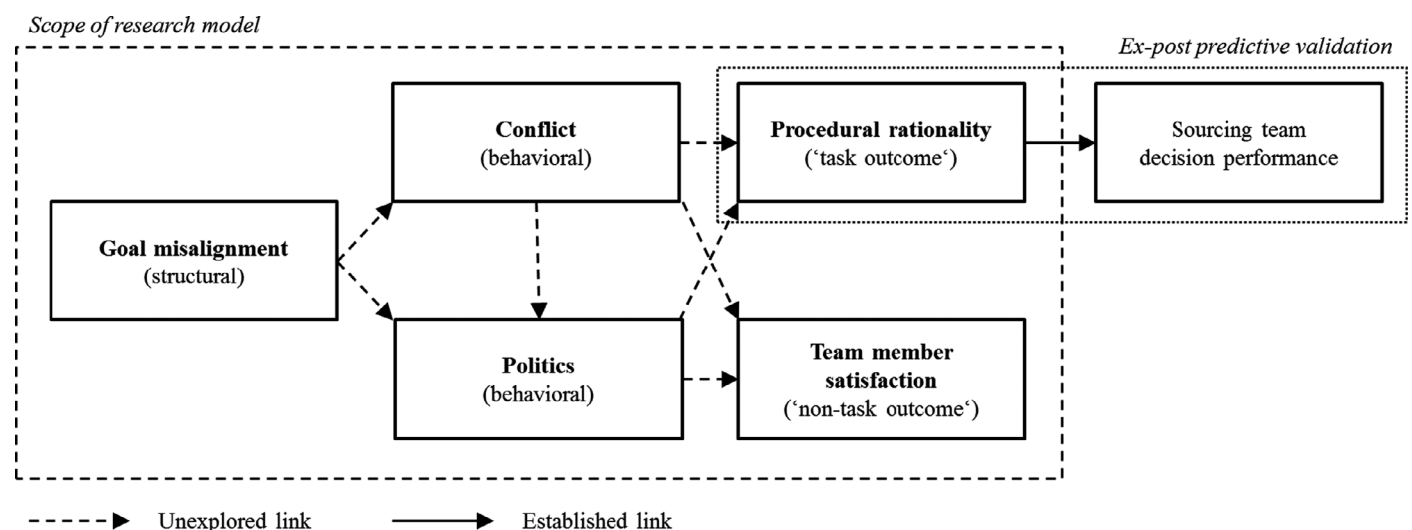 Scope of research model
Ex-post predictive validation
Conflict
(behavioral)
Procedural rationality
(‘task outcome‘)
Sourcing team
decision performance
Goal misalignment
(structural)
Politics
(behavioral)
Team member
satisfaction
(‘non-task outcome‘)
Unexplored link
Established link